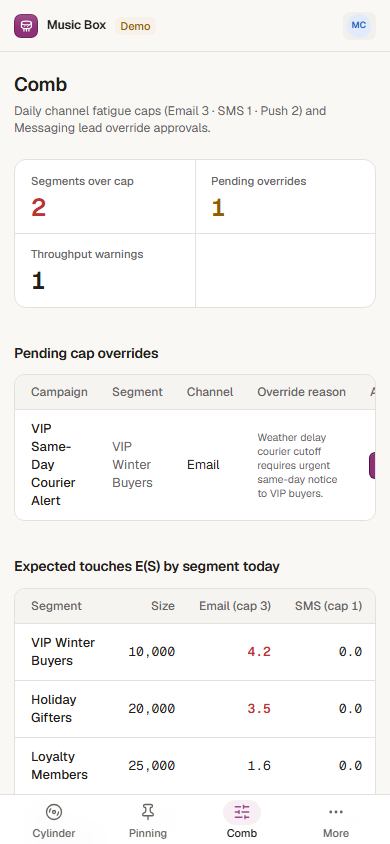 Music Box Demo MC
Comb
Daily channel fatigue caps (Email 3 · SMS 1 · Push 2) and
Messaging lead override approvals.
Segments over cap
2
Pending overrides
1
Throughput warnings
1
Pending cap overrides
Campaign Segment Channel Override reason
VIP
Same-
Day
Courier
Alert
VIP
Winter
Buyers
Email
Weather delay
courier cutoff
requires urgent
same-day notice
to VIP buyers.
Expected touches E(S) by segment today
Segment Size Email (cap 3) SMS (cap 1)
VIP Winter
Buyers
10,000 4.2 0.0
Holiday
Gifters
20,000 3.5 0.0
Loyalty
Members
25,000 1.6 0.0
Cylinder Pinning Comb More